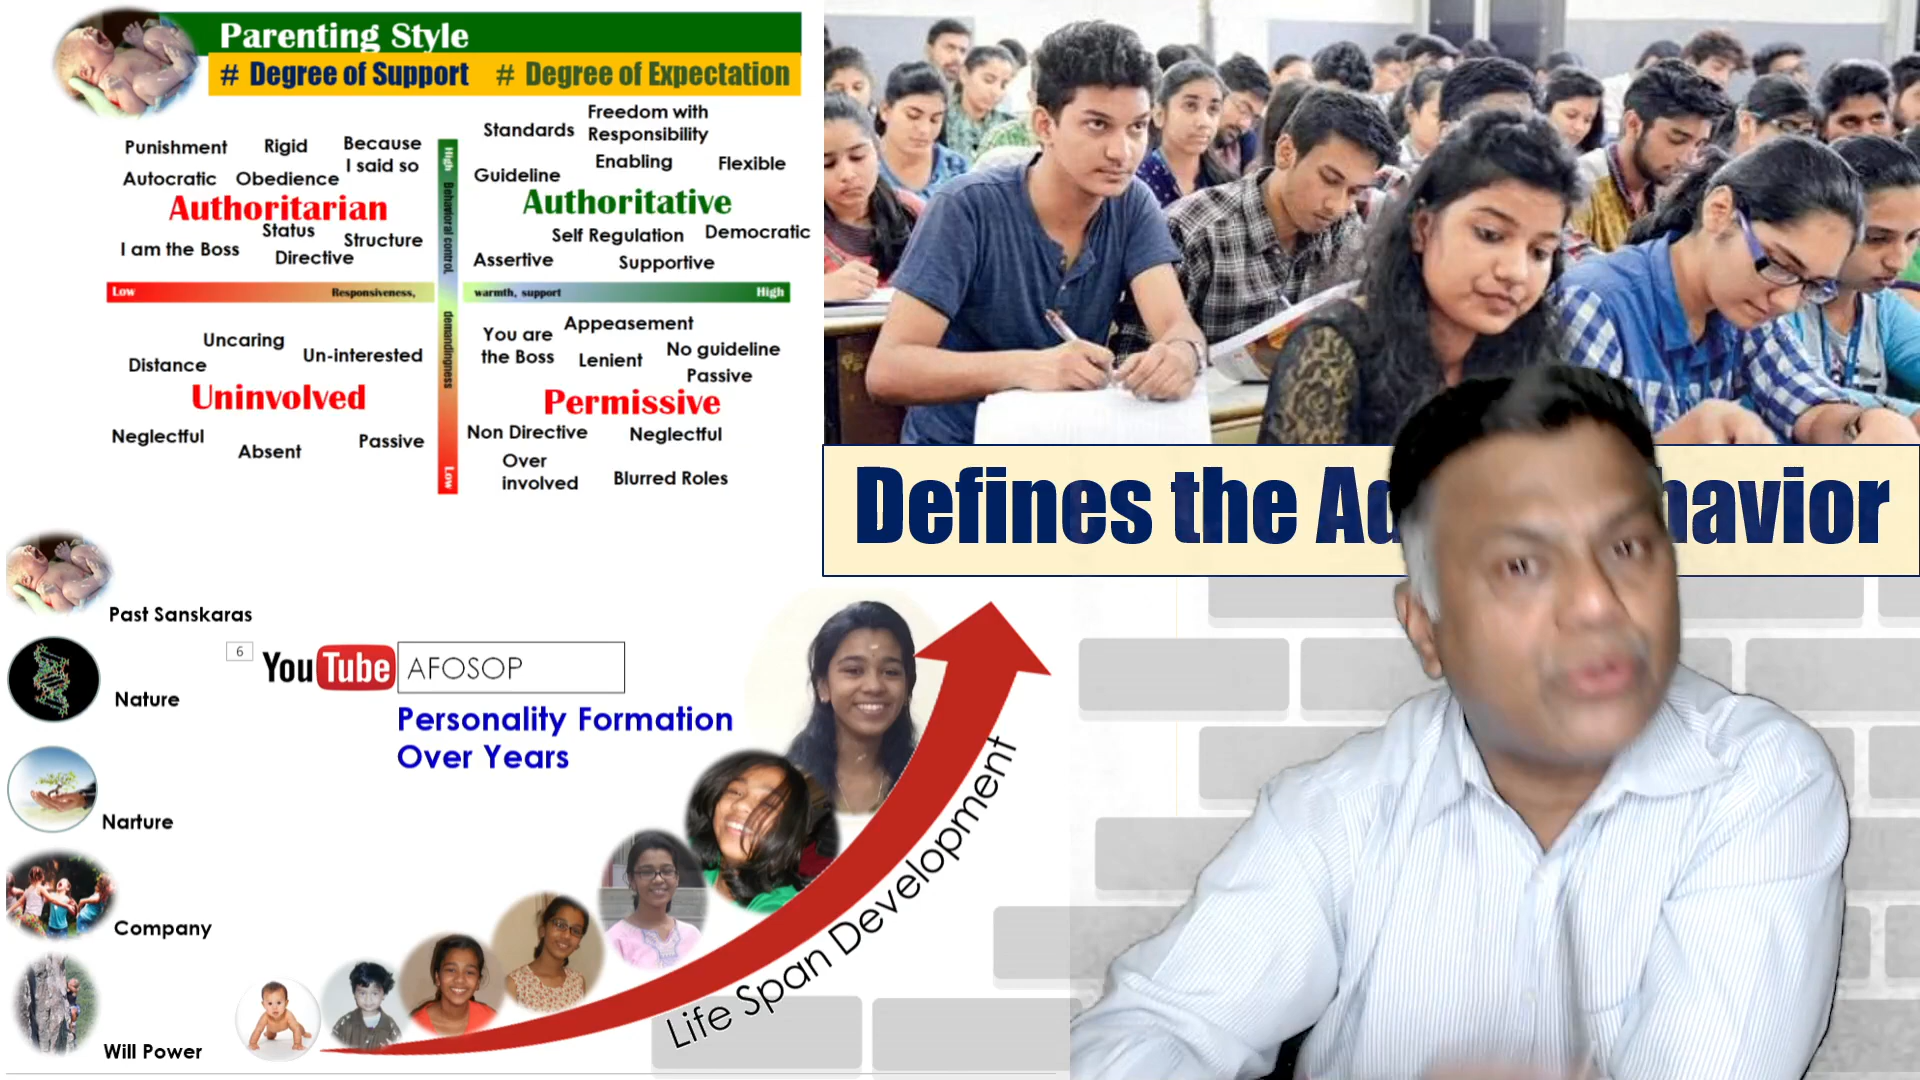 Parenting Style
# Degree of Support # Degree of Expectation
Punishment Rigid Because
I said so
Autocratic Obedience
Authoritarian
Status
I am the Boss Structure
Directive
Standards Freedom with
Responsibility
Enabling Flexible
Guideline
Authoritative
Self Regulation Democratic
Assertive Supportive
High Behavioral control,
demandingness Low
Low Responsiveness, warmth, support High
Uncaring
Distance Un-interested
Uninvolved
Neglectful Absent Passive
You are
the Boss
Appeasement
Lenient No guideline
Passive
Permissive
Non Directive Neglectful
Over
involved
Blurred Roles
Defines the
Past Sanskaras
Nature
Narture
Company
Will Power
6
YouTube AFOSOP
Personality Formation
Over Years
Life Span Development